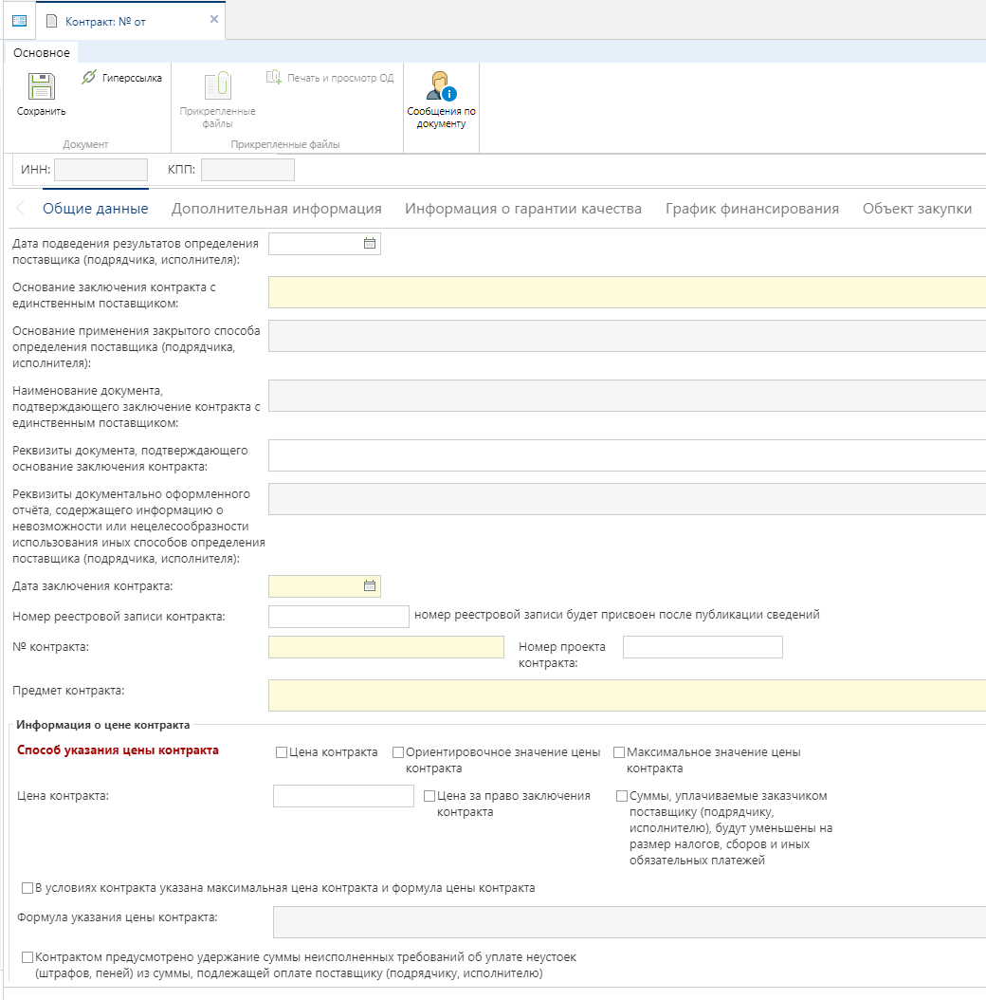 Контракт: № от
Основное
Сохранить
Гиперссылка
Документ
Прикрепленные
файлы
Печать и просмотр ОД
Прикрепленные файлы
Сообщения по
документу
ИНН:
КПП:
Общие данные
Дополнительная информация
Информация о гарантии качества
График финансирования
Объект закупки
Дата подведения результатов определения
поставщика (подрядчика, исполнителя):
Основание заключения контракта с
единственным поставщиком:
Основание применения закрытого способа
определения поставщика (подрядчика,
исполнителя):
Наименование документа,
подтверждающего заключение контракта с
единственным поставщиком:
Реквизиты документа, подтверждающего
основание заключения контракта:
Реквизиты документально оформленного
отчёта, содержащего информацию о
невозможности или нецелесообразности
использования иных способов определения
поставщика (подрядчика, исполнителя):
Дата заключения контракта:
Номер реестровой записи контракта:
номер реестровой записи будет присвоен после публикации сведений
№ контракта:
Номер проекта
контракта:
Предмет контракта:
Информация о цене контракта
Способ указания цены контракта
Цена контракта
Ориентировочное значение цены
контракта
Максимальное значение цены
контракта
Цена контракта:
Цена за право заключения
контракта
Суммы, уплачиваемые заказчиком
поставщику (подрядчику,
исполнителю), будут уменьшены на
размер налогов, сборов и иных
обязательных платежей
В условиях контракта указана максимальная цена контракта и формула цены контракта
Формула указания цены контракта:
Контрактом предусмотрено удержание суммы неисполненных требований об уплате неустоек
(штрафов, пеней) из суммы, подлежащей оплате поставщику (подрядчику, исполнителю)